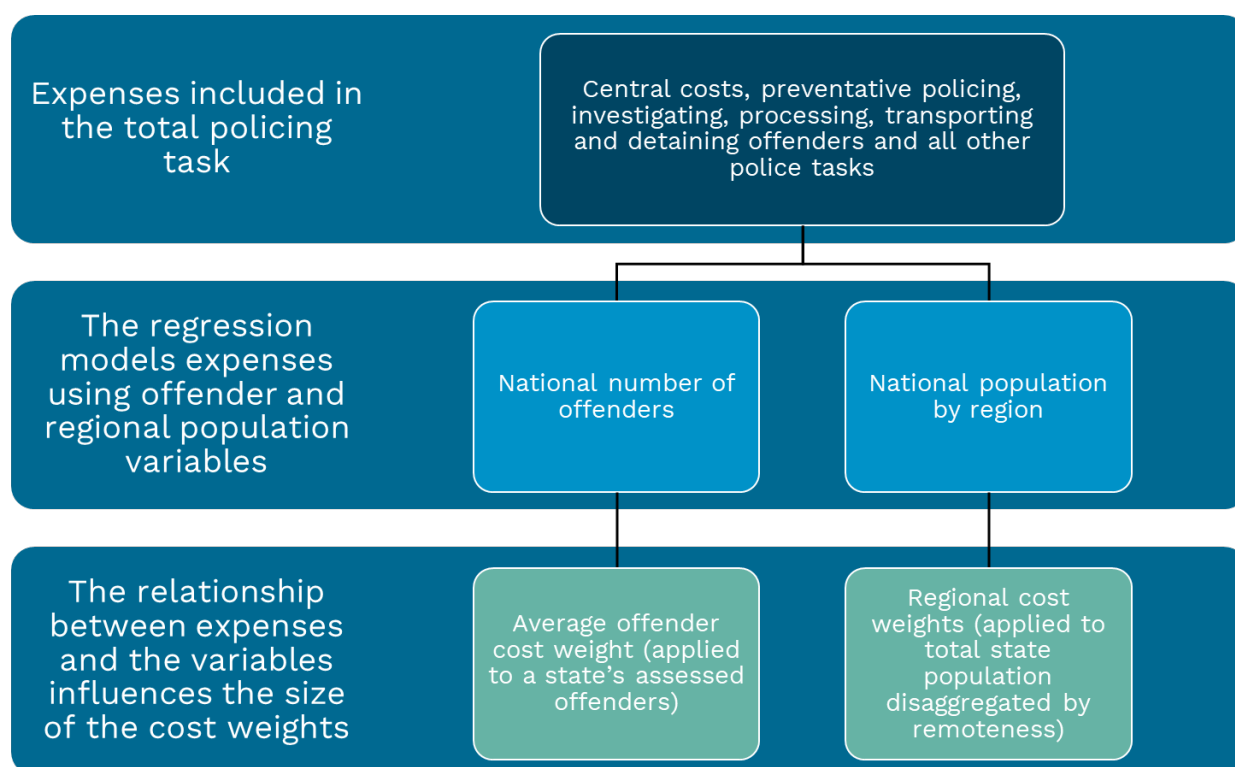 Expenses included in
the total policing
task
Central costs, preventative policing,
investigating, processing, transporting
and detaining offenders and all other
police tasks
The regression
models expenses
using offender and
regional population
variables
National number of
offenders
National population
by region
The relationship
between expenses
and the variables
influences the size
of the cost weights
Average offender
cost weight (applied
to a state’s assessed
offenders)
Regional cost
weights (applied to
total state
population
disaggregated by
remoteness)